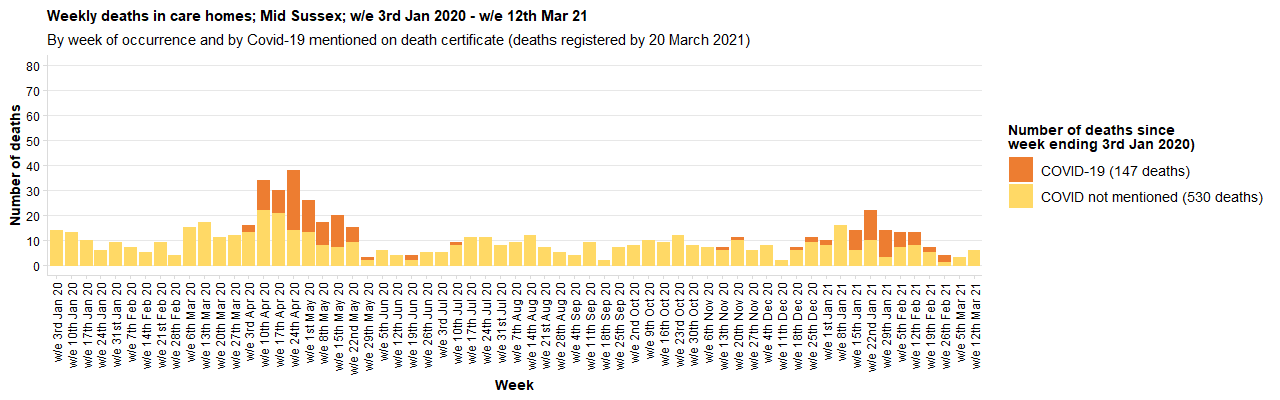 Weekly deaths in care homes; Mid Sussex; w/e 3rd Jan 2020 - w/e 12th Mar 21
By week of occurrence and by Covid-19 mentioned on death certificate (deaths registered by 20 March 2021)
Number of deaths
80
70
60
50
40
30
20
10
0
w/e 3rd Jan 20
w/e 10th Jan 20
w/e 17th Jan 20
w/e 24th Jan 20
w/e 31st Jan 20
w/e 7th Feb 20
w/e 14th Feb 20
w/e 21st Feb 20
w/e 28th Feb 20
w/e 6th Mar 20
w/e 13th Mar 20
w/e 20th Mar 20
w/e 27th Mar 20
w/e 3rd Apr 20
w/e 10th Apr 20
w/e 17th Apr 20
w/e 24th Apr 20
w/e 1st May 20
w/e 8th May 20
w/e 15th May 20
w/e 22nd May 20
w/e 29th May 20
w/e 5th Jun 20
w/e 12th Jun 20
w/e 19th Jun 20
w/e 26th Jun 20
w/e 3rd Jul 20
w/e 10th Jul 20
w/e 17th Jul 20
w/e 24th Jul 20
w/e 31st Jul 20
w/e 7th Aug 20
w/e 14th Aug 20
w/e 21st Aug 20
w/e 28th Aug 20
w/e 4th Sep 20
w/e 11th Sep 20
w/e 18th Sep 20
w/e 25th Sep 20
w/e 2nd Oct 20
w/e 9th Oct 20
w/e 16th Oct 20
w/e 23rd Oct 20
w/e 30th Oct 20
w/e 6th Nov 20
w/e 13th Nov 20
w/e 20th Nov 20
w/e 27th Nov 20
w/e 4th Dec 20
w/e 11th Dec 20
w/e 18th Dec 20
w/e 25th Dec 20
w/e 1st Jan 21
w/e 8th Jan 21
w/e 15th Jan 21
w/e 22nd Jan 21
w/e 29th Jan 21
w/e 5th Feb 21
w/e 12th Feb 21
w/e 19th Feb 21
w/e 26th Feb 21
w/e 5th Mar 21
w/e 12th Mar 21
Week
Number of deaths since
week ending 3rd Jan 2020)
COVID-19 (147 deaths)
COVID not mentioned (530 deaths)